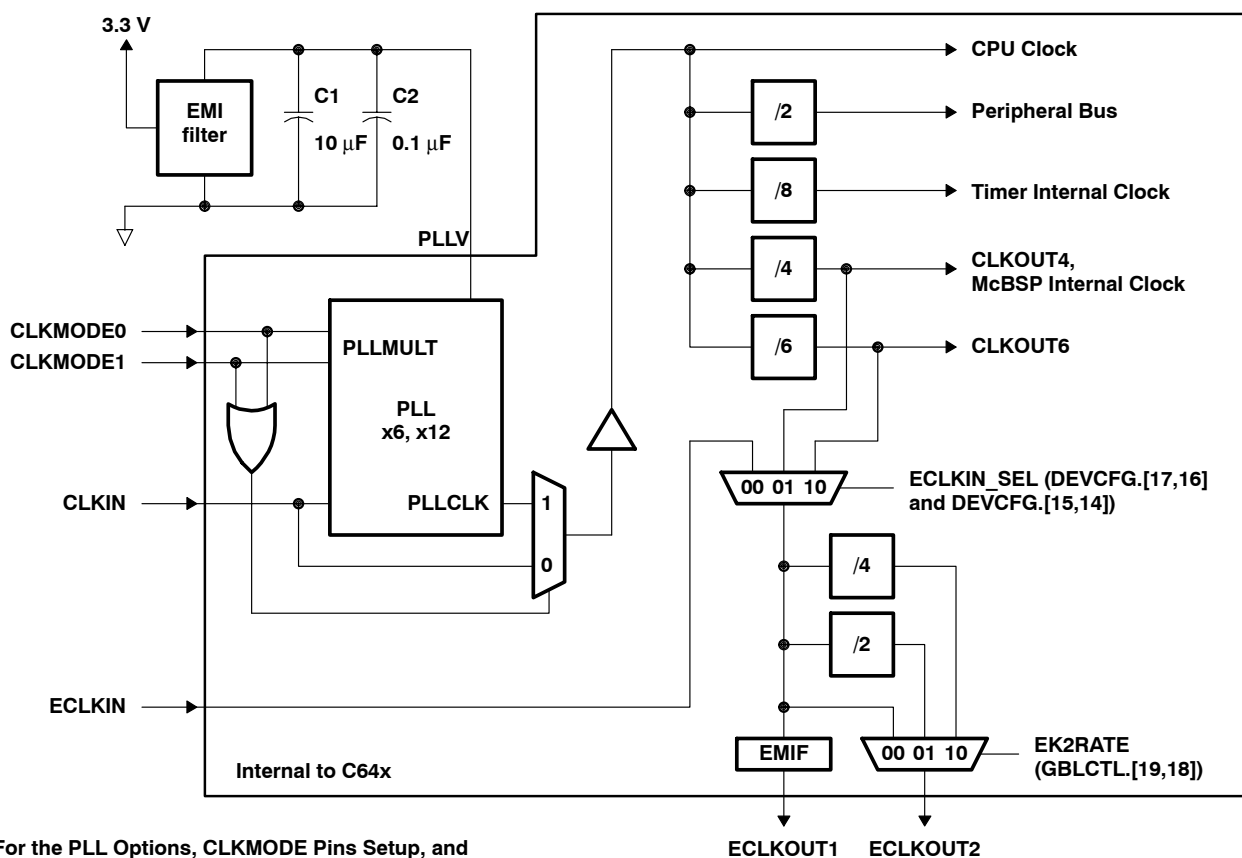 3.3 V
CPU Clock
EMI
filter
C1
10 μF
C2
0.1 μF
/2
Peripheral Bus
/8
Timer Internal Clock
PLLV
/4
CLKOUT4,
McBSP Internal Clock
CLKMODE0
CLKMODE1
PLLMULT
/6
CLKOUT6
PLL
x6, x12
CLKIN
PLLCLK
1
0
00 01 10
ECLKIN_SEL (DEVCFG.[17,16]
and DEVCFG.[15,14])
/4
/2
ECLKIN
EMIF
00 01 10
EK2RATE
(GBLCTL.[19,18])
Internal to C64x
ECLKOUT1
ECLKOUT2
For the PLL Options, CLKMODE Pins Setup, and